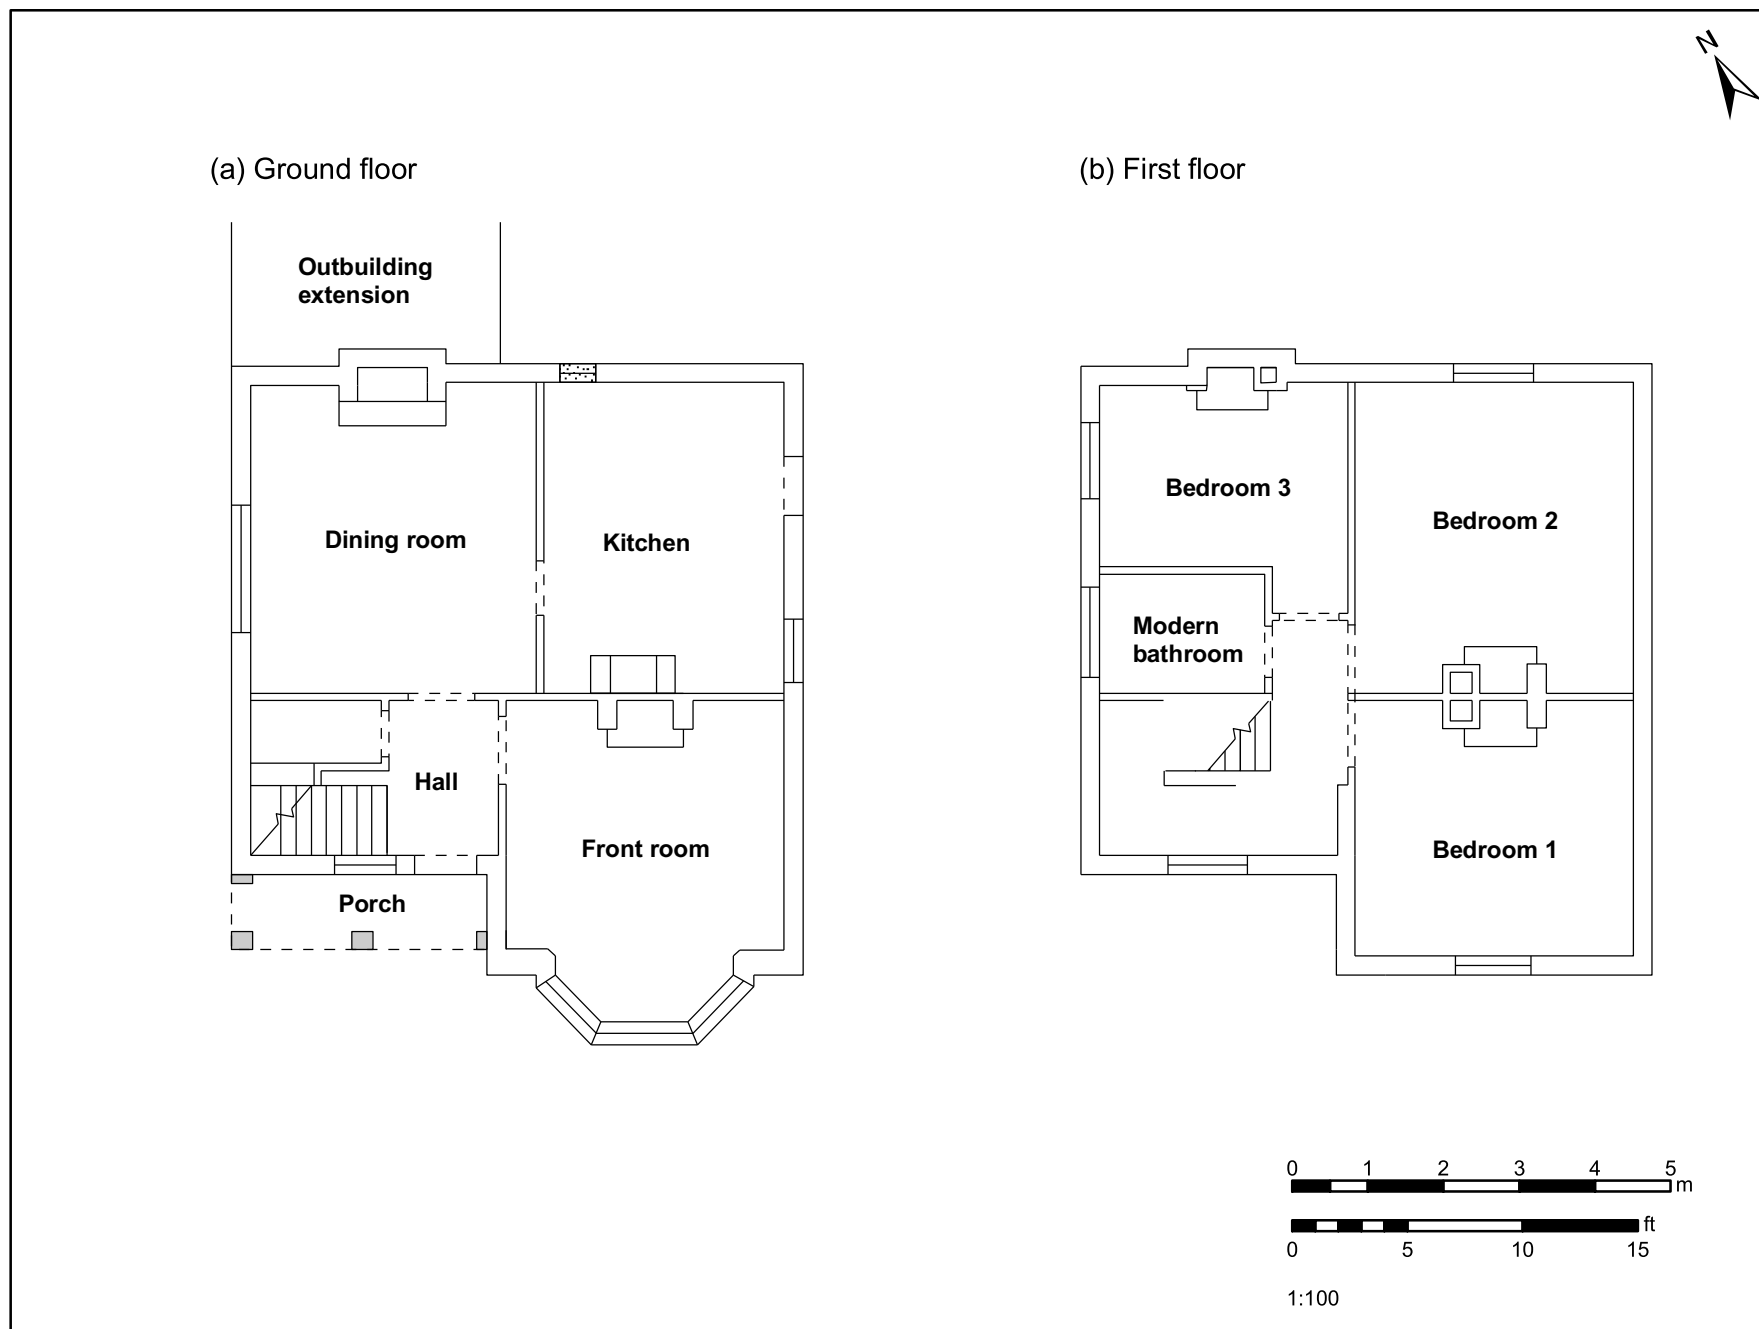 N
(a) Ground floor
(b) First floor
Outbuilding
extension
Dining room
Kitchen
Hall
Front room
Porch
Bedroom 3
Bedroom 2
Modern
bathroom
Bedroom 1
0 1 2 3 4 5
m
ft
0 5 10 15
1:100